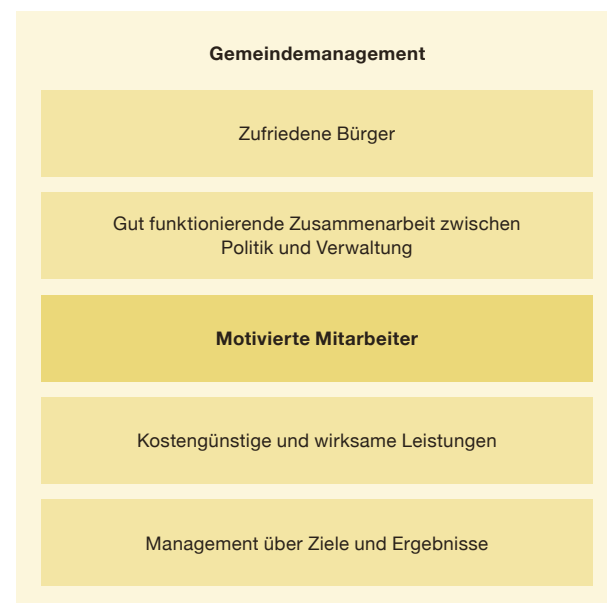 Gemeindemanagement
Zufriedene Bürger
Gut funktionierende Zusammenarbeit zwischen
Politik und Verwaltung
Motivierte Mitarbeiter
Kostengünstige und wirksame Leistungen
Management über Ziele und Ergebnisse